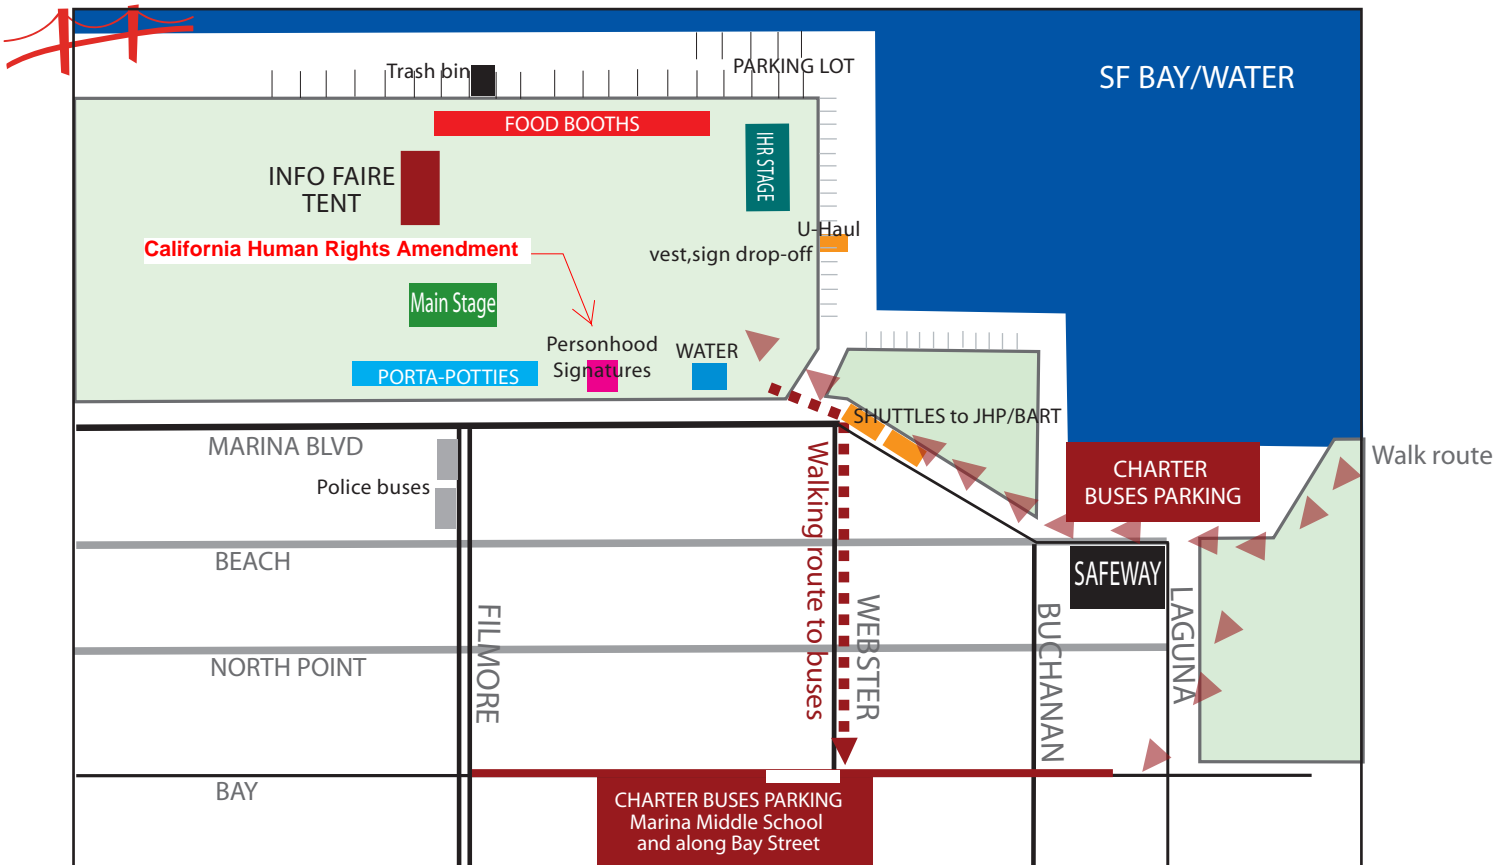 Trash bin
PARKING LOT
SF BAY/WATER
FOOD BOOTHS
IHR STAGE
INFO FAIRE
TENT
U-Haul
California Human Rights Amendment
vest,sign drop-off
Main Stage
Personhood
Signatures
WATER
PORTA-POTTIES
SHUTTLES to JHP/BART
MARINA BLVD
Walk route
CHARTER
BUSES PARKING
Police buses
Walking route to buses
BEACH
SAFEWAY
FILMORE
WEBSTER
BUCHANAN
LAGUNA
NORTH POINT
BAY
CHARTER BUSES PARKING
Marina Middle School
and along Bay Street